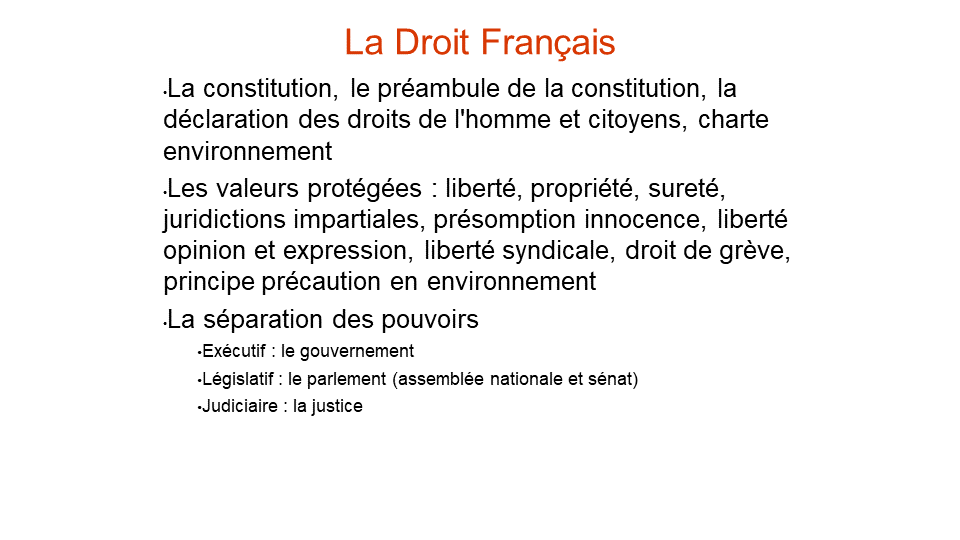 La Droit Français
•La constitution, le préambule de la constitution, la
déclaration des droits de l'homme et citoyens, charte
environnement
•Les valeurs protégées : liberté, propriété, sureté,
juridictions impartiales, présomption innocence, liberté
opinion et expression, liberté syndicale, droit de grève,
principe précaution en environnement
•La séparation des pouvoirs
•Exécutif : le gouvernement
•Législatif : le parlement (assemblée nationale et sénat)
•Judiciaire : la justice